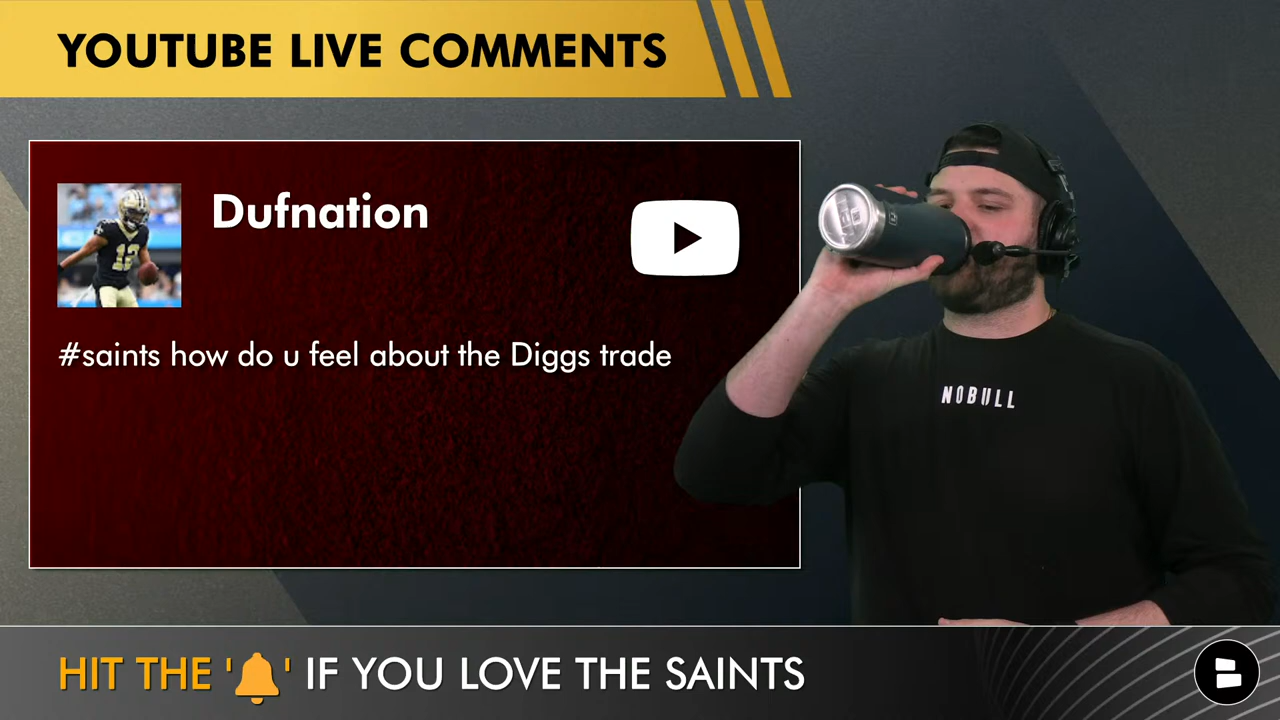 YOUTUBE LIVE COMMENTS
Dufnation
#saints how do u feel about the Diggs trade
NOBULL
12
HIT THE '🔔' IF YOU LOVE THE SAINTS